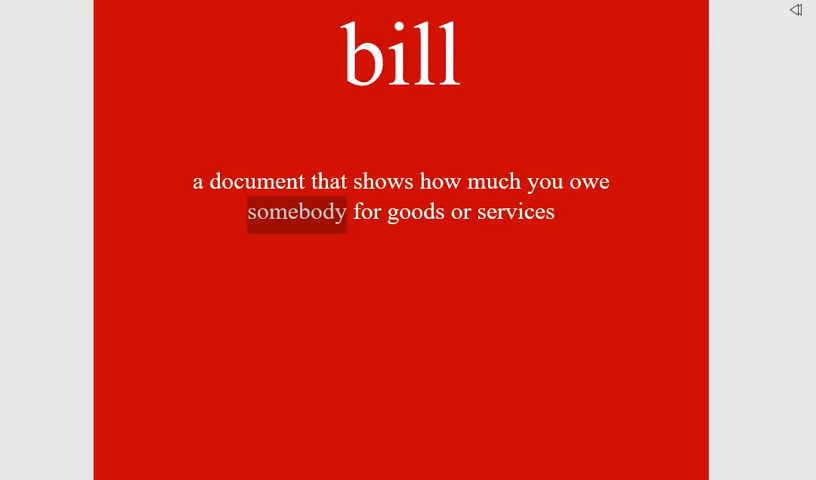 bill
a document that shows how much you owe
somebody for goods or services